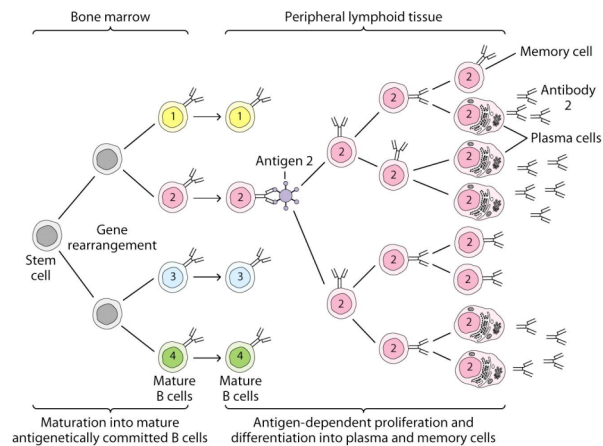 Bone marrow
Peripheral lymphoid tissue
Memory cell
2
1
1
2
Antibody
2
2
Plasma cells
Antigen 2
2
2
2
2
2
2
Gene
rearrangement
Stem
cell
2
2
3
3
2
2
2
4
4
2
Mature
B cells
Mature
B cells
Maturation into mature
antigenetically committed B cells
Antigen-dependent proliferation and
differentiation into plasma and memory cells